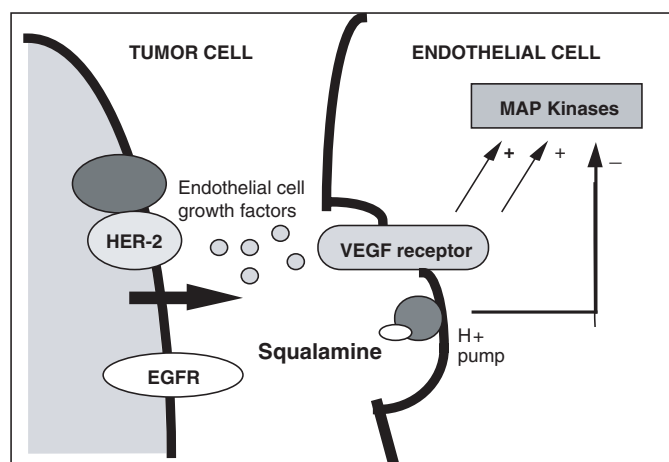 TUMOR CELL
ENDOTHELIAL CELL
MAP Kinases
+
+
–
Endothelial cell
growth factors
HER-2
VEGF receptor
Squalamine
H+
pump
EGFR